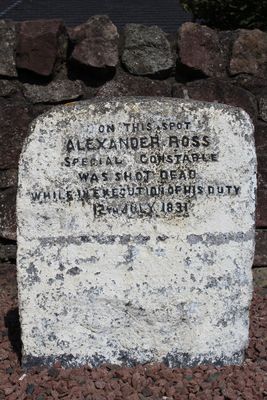 ON THIS SPOT
ALEXANDER ROSS
SPECIAL CONSTABLE
WAS SHOT DEAD
WHILE IN EXECUTION OF HIS DUTY
12TH JULY 1831